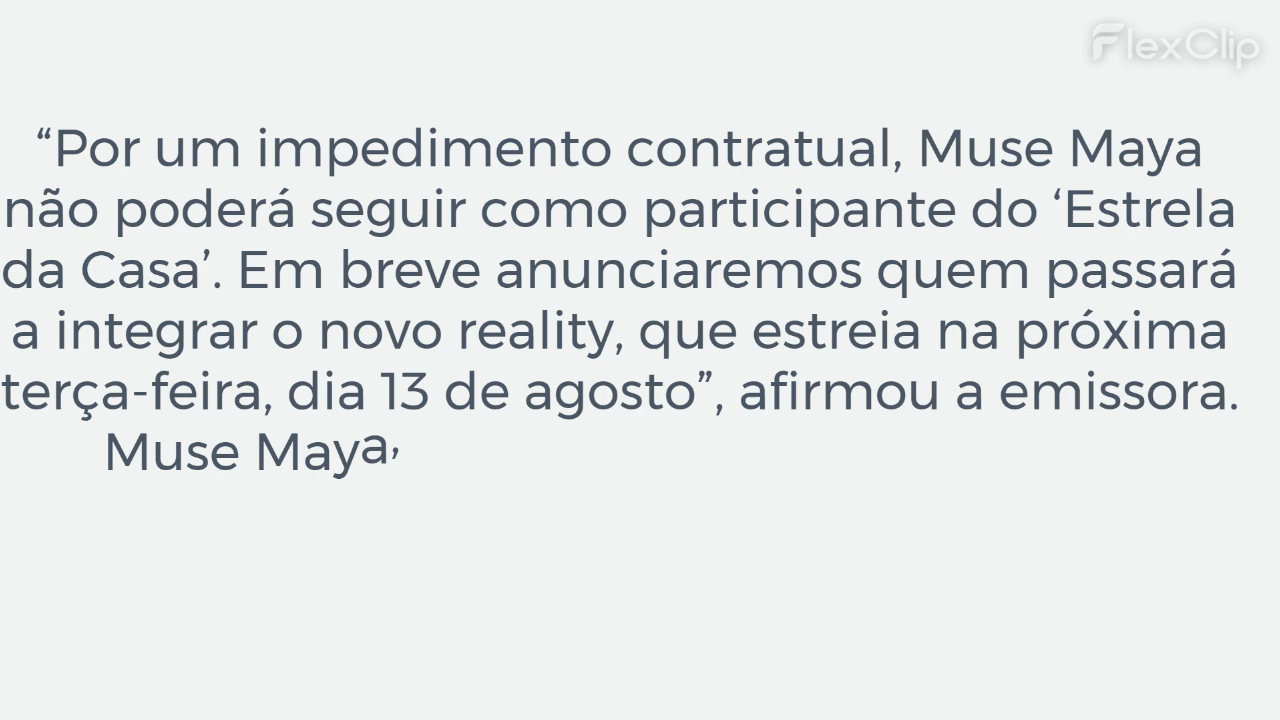 FlexClip
“Por um impedimento contratual, Muse Maya
não poderá seguir como participante do ‘Estrela
da Casa’. Em breve anunciaremos quem passará
a integrar o novo reality, que estreia na próxima
terça-feira, dia 13 de agosto”, afirmou a emissora.
Muse Maya,